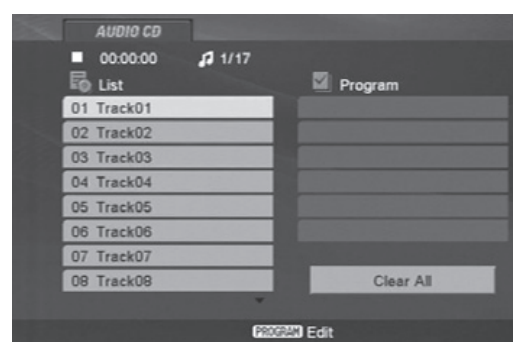 AUDIO CD
00:00:00 1/17
List
Program
01 Track01
02 Track02
03 Track03
04 Track04
05 Track05
06 Track06
07 Track07
08 Track08
Clear All
PROGRAM Edit